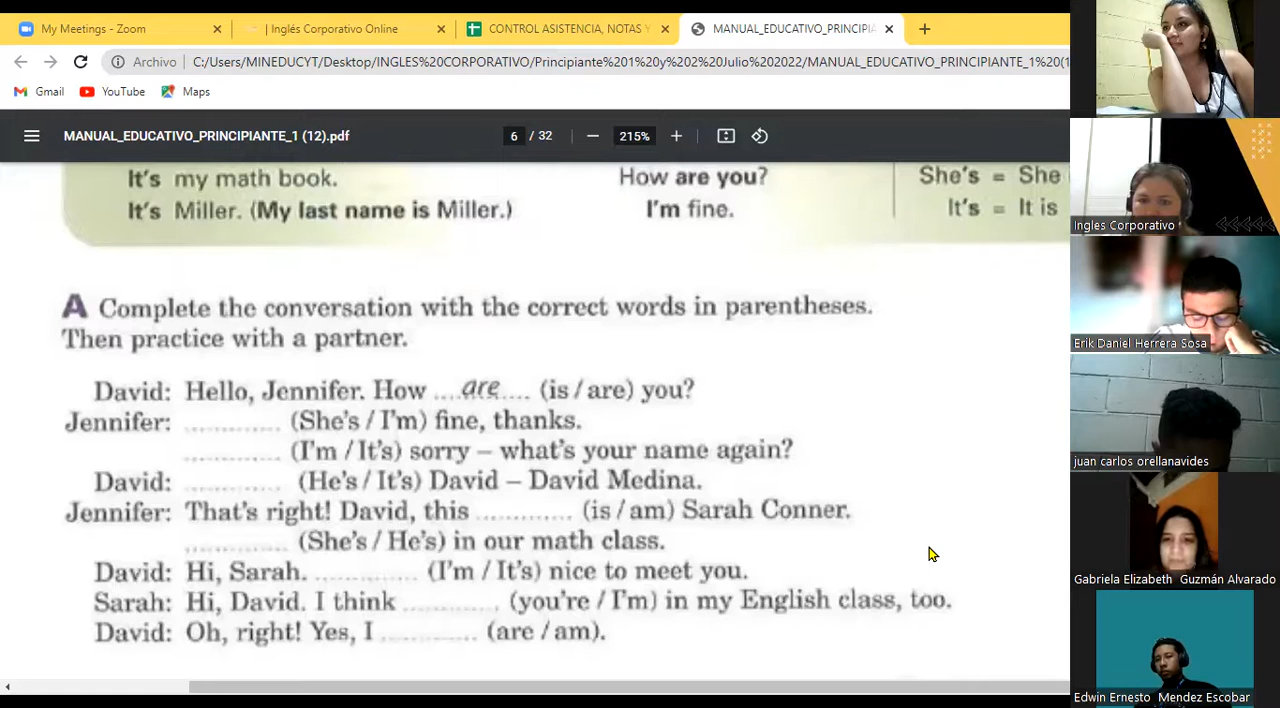 My Meetings - Zoom
| Inglés Corporativo Online
CONTROL ASISTENCIA, NOTAS Y
MANUAL_EDUCATIVO_PRINCIPIA
Archivo
C:/Users/MINEDUCYT/Desktop/INGLES%20CORPORATIVO/Principiante%201%20y%202%20Julio%202022/MANUAL_EDUCATIVO_PRINCIPIANTE_1%20(1
Gmail YouTube Maps
MANUAL_EDUCATIVO_PRINCIPIANTE_1 (12).pdf 6 / 32 215%
It's my math book. How are you? She's = She
It's Miller. (My last name is Miller.) I'm fine. It's = It is
A Complete the conversation with the correct words in parentheses.
Then practice with a partner.
David: Hello, Jennifer. How ....are.... (is / are) you?
Jennifer: ............ (She's / I'm) fine, thanks.
............ (I'm / It's) sorry – what's your name again?
David: ............ (He's / It's) David – David Medina.
Jennifer: That's right! David, this ............ (is / am) Sarah Conner.
............ (She's / He's) in our math class.
David: Hi, Sarah. ............ (I'm / It's) nice to meet you.
Sarah: Hi, David. I think ............ (you're / I'm) in my English class, too.
David: Oh, right! Yes, I ............ (are / am).
Ingles Corporativo
Erik Daniel Herrera Sosa
juan carlos orellanavides
Gabriela Elizabeth Guzmán Alvarado
Edwin Ernesto Mendez Escobar